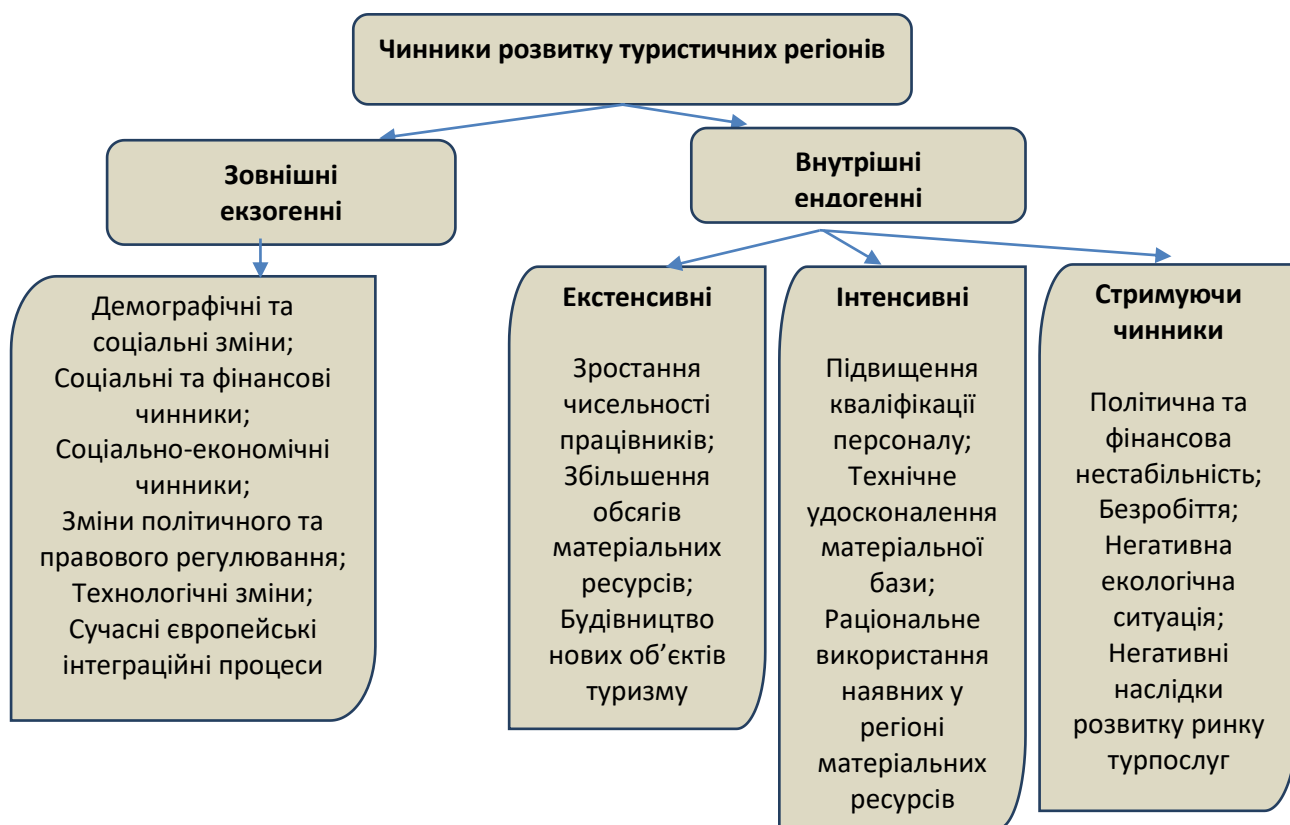 Чинники розвитку туристичних регіонів
Зовнішні
екзогенні
Внутрішні
ендогенні
Демографічні та
соціальні зміни;
Соціальні та фінансові
чинники;
Соціально-економічні
чинники;
Зміни політичного та
правового регулювання;
Технологічні зміни;
Сучасні європейські
інтеграційні процеси
Екстенсивні
Зростання
чисельності
працівників;
Збільшення
обсягів
матеріальних
ресурсів;
Будівництво
нових об’єктів
туризму
Інтенсивні
Підвищення
кваліфікації
персоналу;
Технічне
удосконалення
матеріальної
бази;
Раціональне
використання
наявних у
регіоні
матеріальних
ресурсів
Стримуючи
чинники
Політична та
фінансова
нестабільність;
Безробіття;
Негативна
екологічна
ситуація;
Негативні
наслідки
розвитку ринку
турпослуг